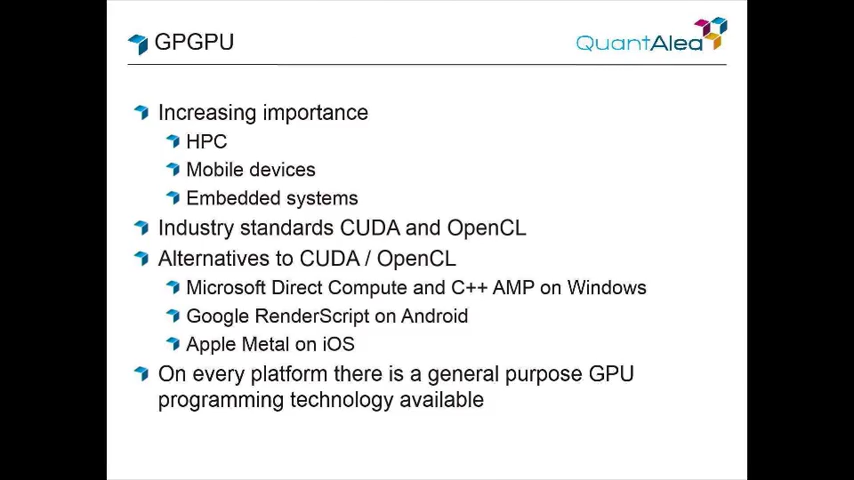 GPGPU
QuantAlea
Increasing importance
HPC
Mobile devices
Embedded systems
Industry standards CUDA and OpenCL
Alternatives to CUDA / OpenCL
Microsoft Direct Compute and C++ AMP on Windows
Google RenderScript on Android
Apple Metal on iOS
On every platform there is a general purpose GPU
programming technology available